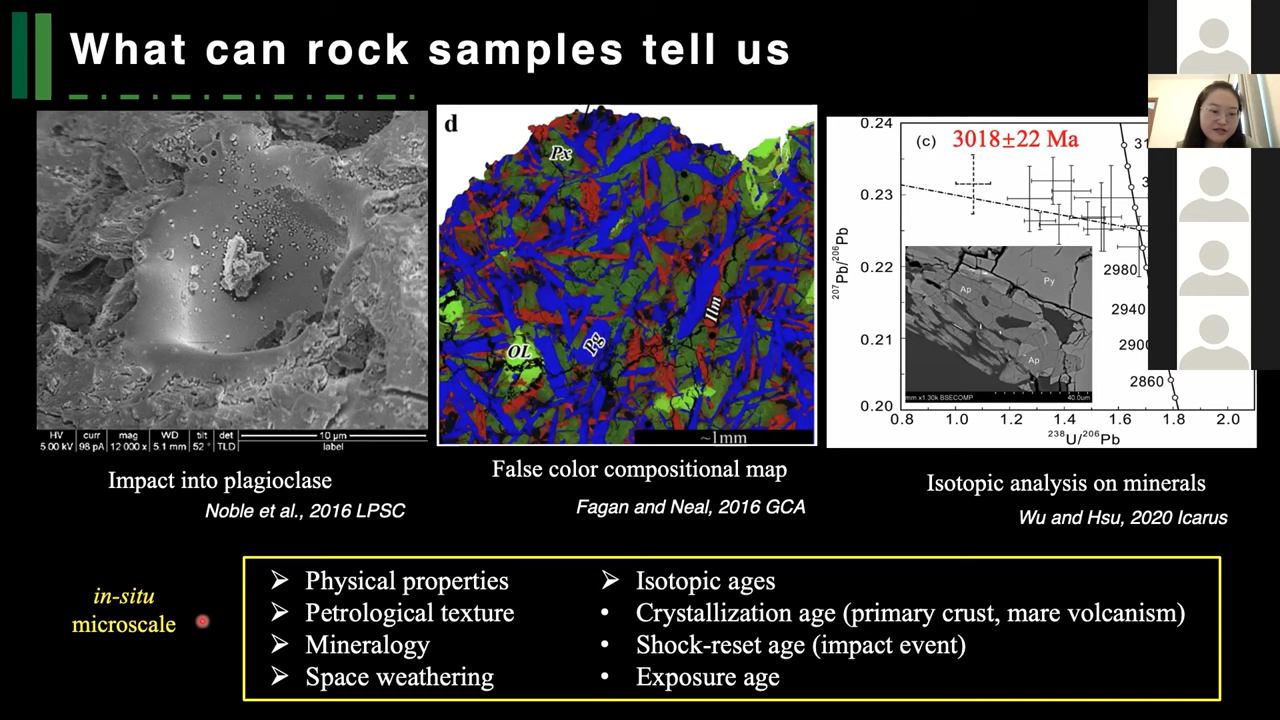 What can rock samples tell us
d
Px
OL
Pg
Ilm
~1mm
HV curr mag WD tilt det
5.00 kV 98 pA 12 000 x 5.1 mm 52 ° TLD
10 µm
label
(c) 3018±22 Ma
0.24
0.23
0.22
0.21
0.20
207Pb/206Pb
2980
2940
2860
Ap
Py
Ap
x1.30k BSECOMP 40.0um
0.8 1.0 1.2 1.4 1.6 1.8 2.0
238U/206Pb
Impact into plagioclase
Noble et al., 2016 LPSC
False color compositional map
Fagan and Neal, 2016 GCA
Isotopic analysis on minerals
Wu and Hsu, 2020 Icarus
in-situ
microscale
➢ Physical properties
➢ Petrological texture
➢ Mineralogy
➢ Space weathering
➢ Isotopic ages
• Crystallization age (primary crust, mare volcanism)
• Shock-reset age (impact event)
• Exposure age